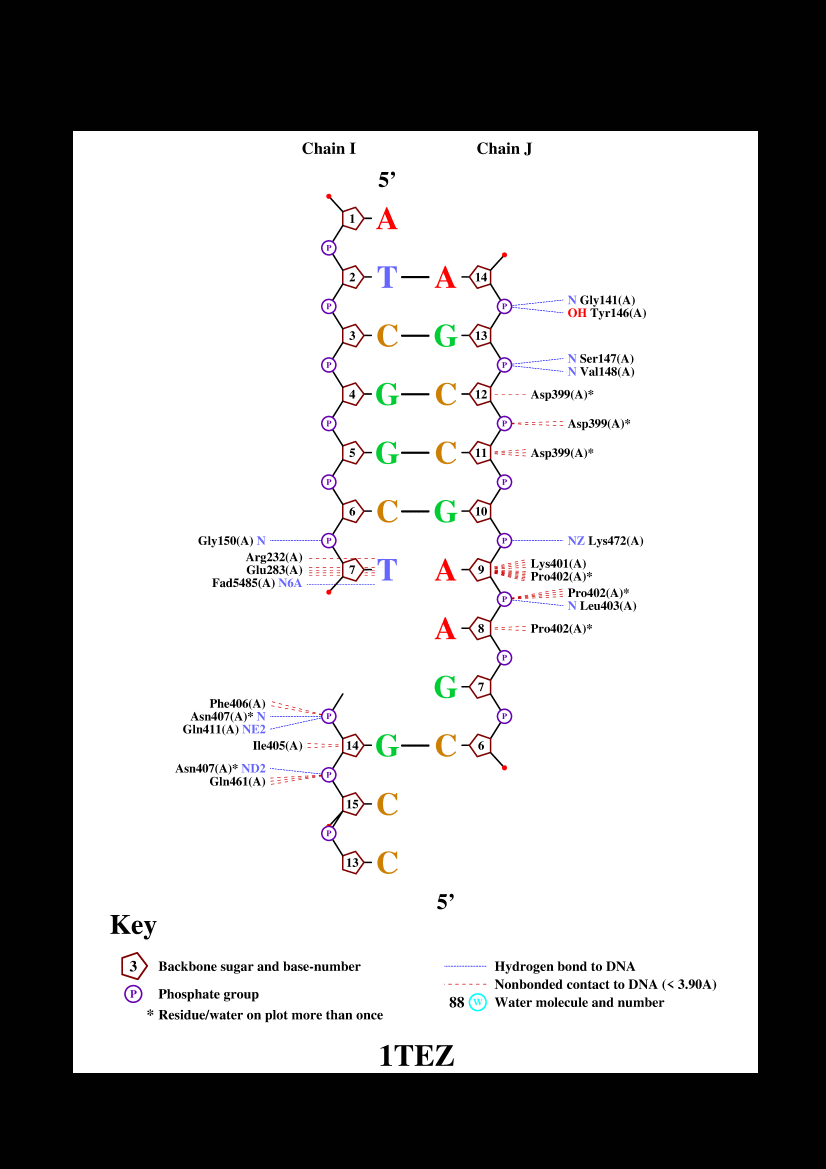 Chain I Chain J
5’
1 A
P
2 T A 14
P P N Gly141(A)
OH Tyr146(A)
3 C G 13
P P N Ser147(A)
N Val148(A)
4 G C 12 Asp399(A)*
P P Asp399(A)*
5 G C 11 Asp399(A)*
P P
6 C G 10
Gly150(A) N P P NZ Lys472(A)
Arg232(A)
Glu283(A) 7 T A 9 Lys401(A)
Fad5485(A) N6A Pro402(A)*
P Pro402(A)*
N Leu403(A)
A 8 Pro402(A)*
P
G 7
Phe406(A)
Asn407(A)* N P P
Gln411(A) NE2
Ile405(A) 14 G C 6
Asn407(A)* ND2 P
Gln461(A)
15 C
P
13 C
5’
Key
3 Backbone sugar and base-number
P Phosphate group
* Residue/water on plot more than once
Hydrogen bond to DNA
Nonbonded contact to DNA (< 3.90A)
88 W Water molecule and number
1TEZ